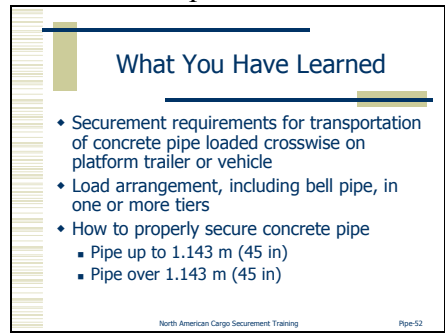 What You Have Learned
◆ Securement requirements for transportation
of concrete pipe loaded crosswise on
platform trailer or vehicle
◆ Load arrangement, including bell pipe, in
one or more tiers
◆ How to properly secure concrete pipe
■ Pipe up to 1.143 m (45 in)
■ Pipe over 1.143 m (45 in)
North American Cargo Securement Training Pipe-52